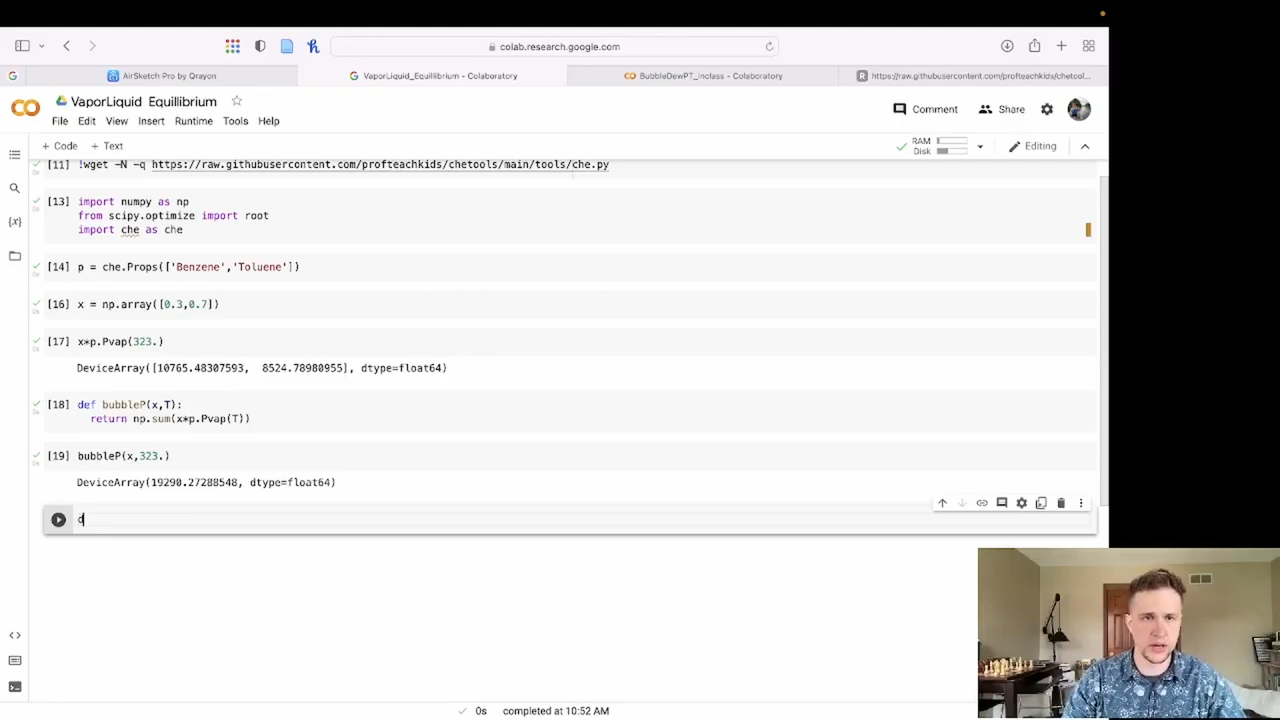 colab.research.google.com
AirSketch Pro by Qrayon
VaporLiquid_Equillibrium - Colaboratory
BubbleDewPT_inclass - Colaboratory
https://raw.githubusercontent.com/profteachkids/chetool...
VaporLiquid Equillibrium
Comment
Share
File Edit View Insert Runtime Tools Help
+ Code + Text
RAM
Disk
Editing
[11] !wget -N -q https://raw.githubusercontent.com/profteachkids/chetools/main/tools/che.py
[13] import numpy as np
from scipy.optimize import root
import che as che
[14] p = che.Props(['Benzene','Toluene'])
[16] x = np.array([0.3,0.7])
[17] x*p.Pvap(323.)
DeviceArray([10765.48307593, 8524.78980955], dtype=float64)
[18] def bubbleP(x,T):
return np.sum(x*p.Pvap(T))
[19] bubbleP(x,323.)
DeviceArray(19290.27288548, dtype=float64)
d
0s completed at 10:52 AM